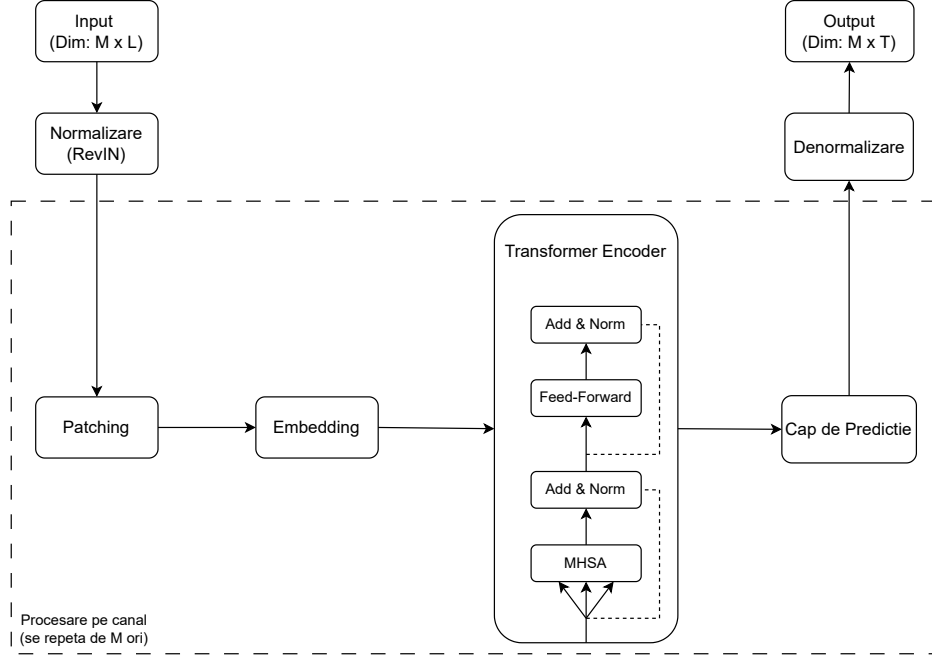 Input
(Dim: M x L)
Output
(Dim: M x T)
Normalizare
(RevIN)
Denormalizare
Transformer Encoder
Add & Norm
Feed-Forward
Patching
Embedding
Cap de Predictie
Add & Norm
MHSA
Procesare pe canal
(se repeta de M ori)